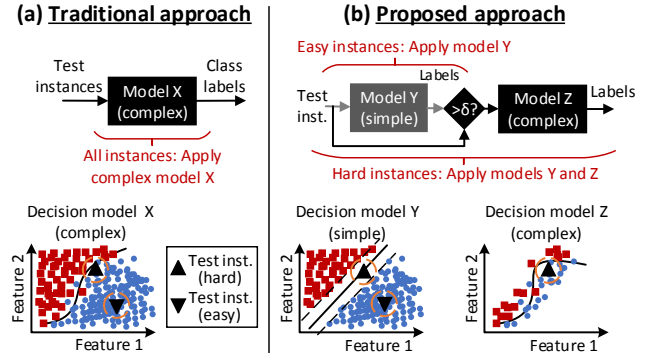 (a) Traditional approach
Test
instances
Model X
(complex)
Class
labels
All instances: Apply
complex model X
Decision model X
(complex)
Feature 2
Feature 1
Test inst.
(hard)
Test inst.
(easy)
(b) Proposed approach
Easy instances: Apply model Y
Labels
Test
inst.
Model Y
(simple)
>δ?
Model Z
(complex)
Labels
Hard instances: Apply models Y and Z
Decision model Y
(simple)
Feature 2
Feature 1
Decision model Z
(complex)
Feature 2
Feature 1